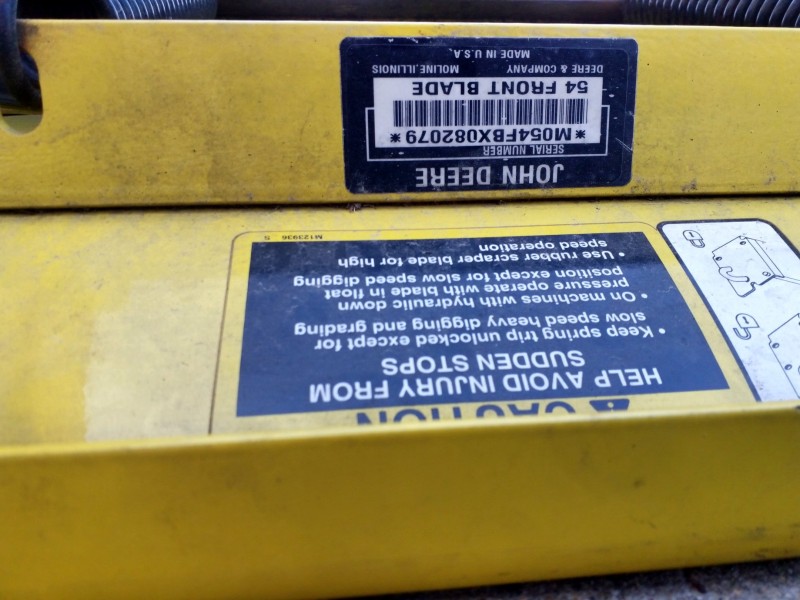 JOHN DEERE
SERIAL NUMBER
*M054FBX082079*
54 FRONT BLADE
DEERE & COMPANY MOLINE, ILLINOIS
MADE IN U.S.A.
CAUTION
HELP AVOID INJURY FROM
SUDDEN STOPS
• Keep spring trip unlocked except for
slow speed heavy digging and grading
• On machines with hydraulic down
pressure operate with blade in float
position except for slow speed digging
• Use rubber scraper blade for high
speed operation
M123936 S